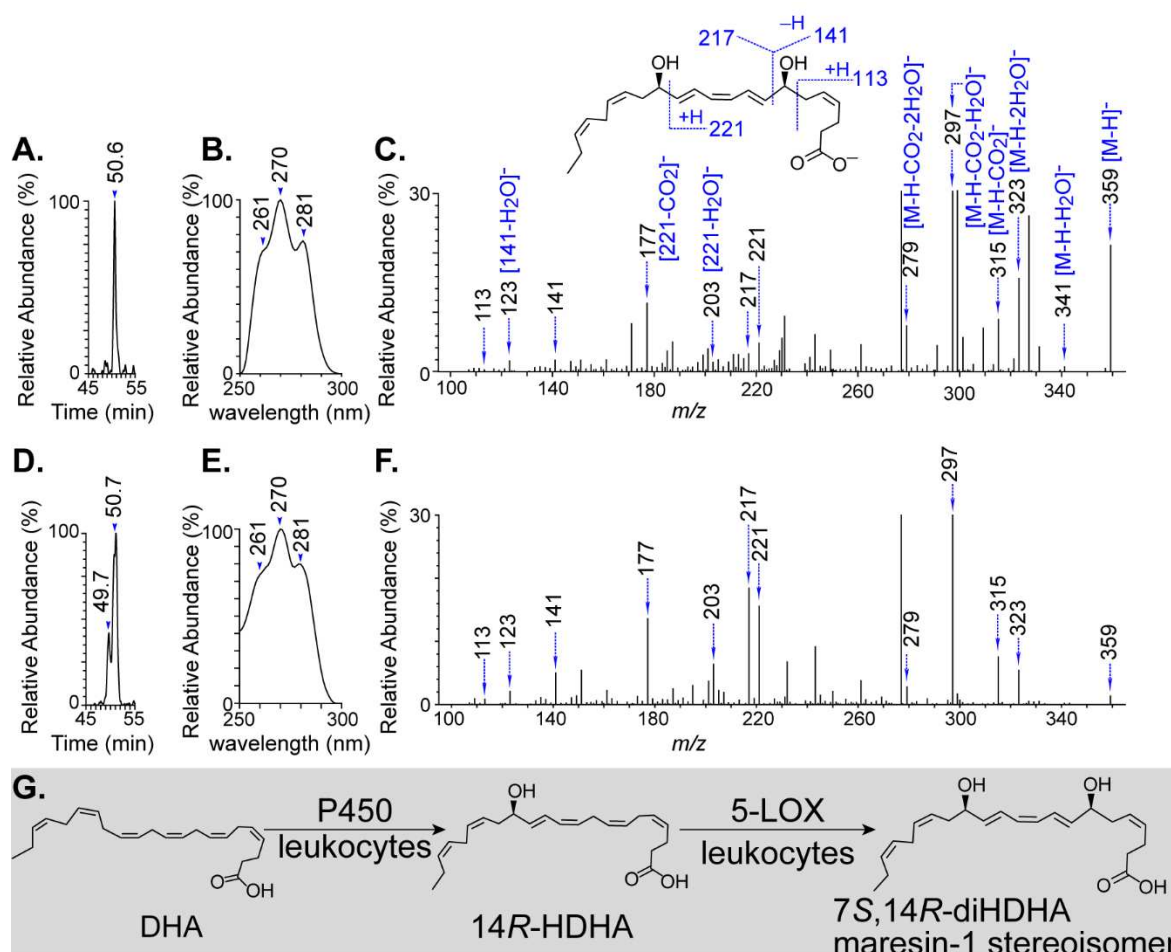 A.
Relative Abundance (%)
100
0
50.6
45
55
Time (min)
B.
Relative Abundance (%)
100
0
261
270
281
250
300
wavelength (nm)
C.
Relative Abundance (%)
30
0
OH
OH
217
–H
141
+H
113
+H
221
O
O−
113
123 [141-H2O]-
141
177 [221-CO2]-
203 [221-H2O]-
217
221
279 [M-H-CO2-2H2O]-
297 [M-H-CO2-H2O]-
315 [M-H-CO2]-
323 [M-H-2H2O]-
341 [M-H-H2O]-
359 [M-H]-
100
140
180
220
260
300
340
m/z
D.
Relative Abundance (%)
100
0
49.7
50.7
45
55
Time (min)
E.
Relative Abundance (%)
100
0
261
270
281
250
300
wavelength (nm)
F.
Relative Abundance (%)
30
0
113
123
141
177
203
217
221
279
297
315
323
359
100
140
180
220
260
300
340
m/z
G.
O
OH
DHA
P450
leukocytes
OH
O
OH
14R-HDHA
5-LOX
leukocytes
OH
OH
O
OH
7S,14R-diHDHA
maresin-1 stereoisomer